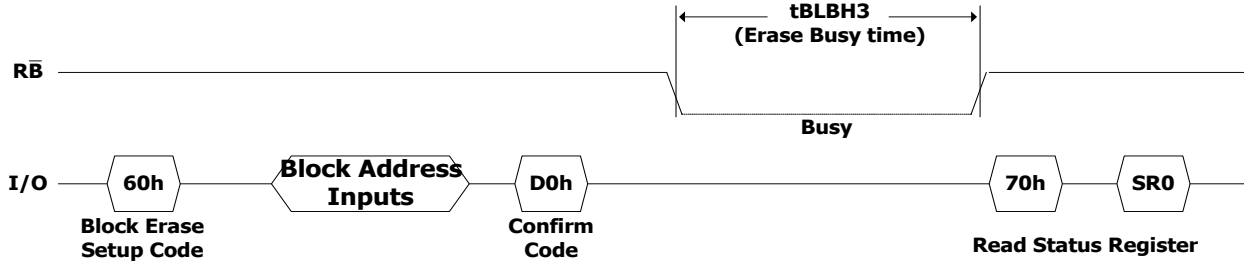 tBLBH3
(Erase Busy time)
RB̅
Busy
I/O
60h
Block Address
Inputs
D0h
70h
SR0
Block Erase
Setup Code
Confirm
Code
Read Status Register